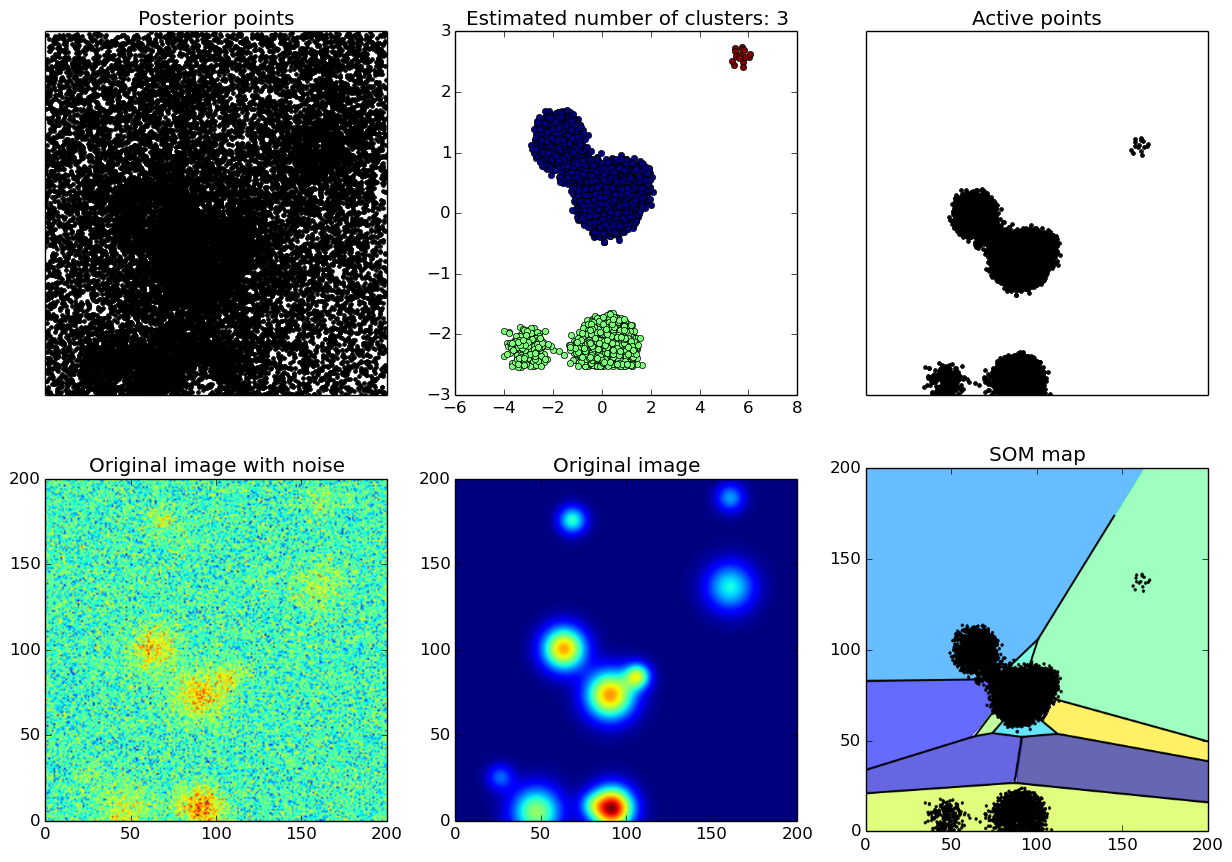 Posterior points
Estimated number of clusters: 3
Active points
3
2
1
0
−1
−2
−3
−6 −4 −2 0 2 4 6 8
Original image with noise
Original image
SOM map
200
150
100
50
0
0 50 100 150 200
200
150
100
50
0
0 50 100 150 200
200
150
100
50
0
0 50 100 150 200